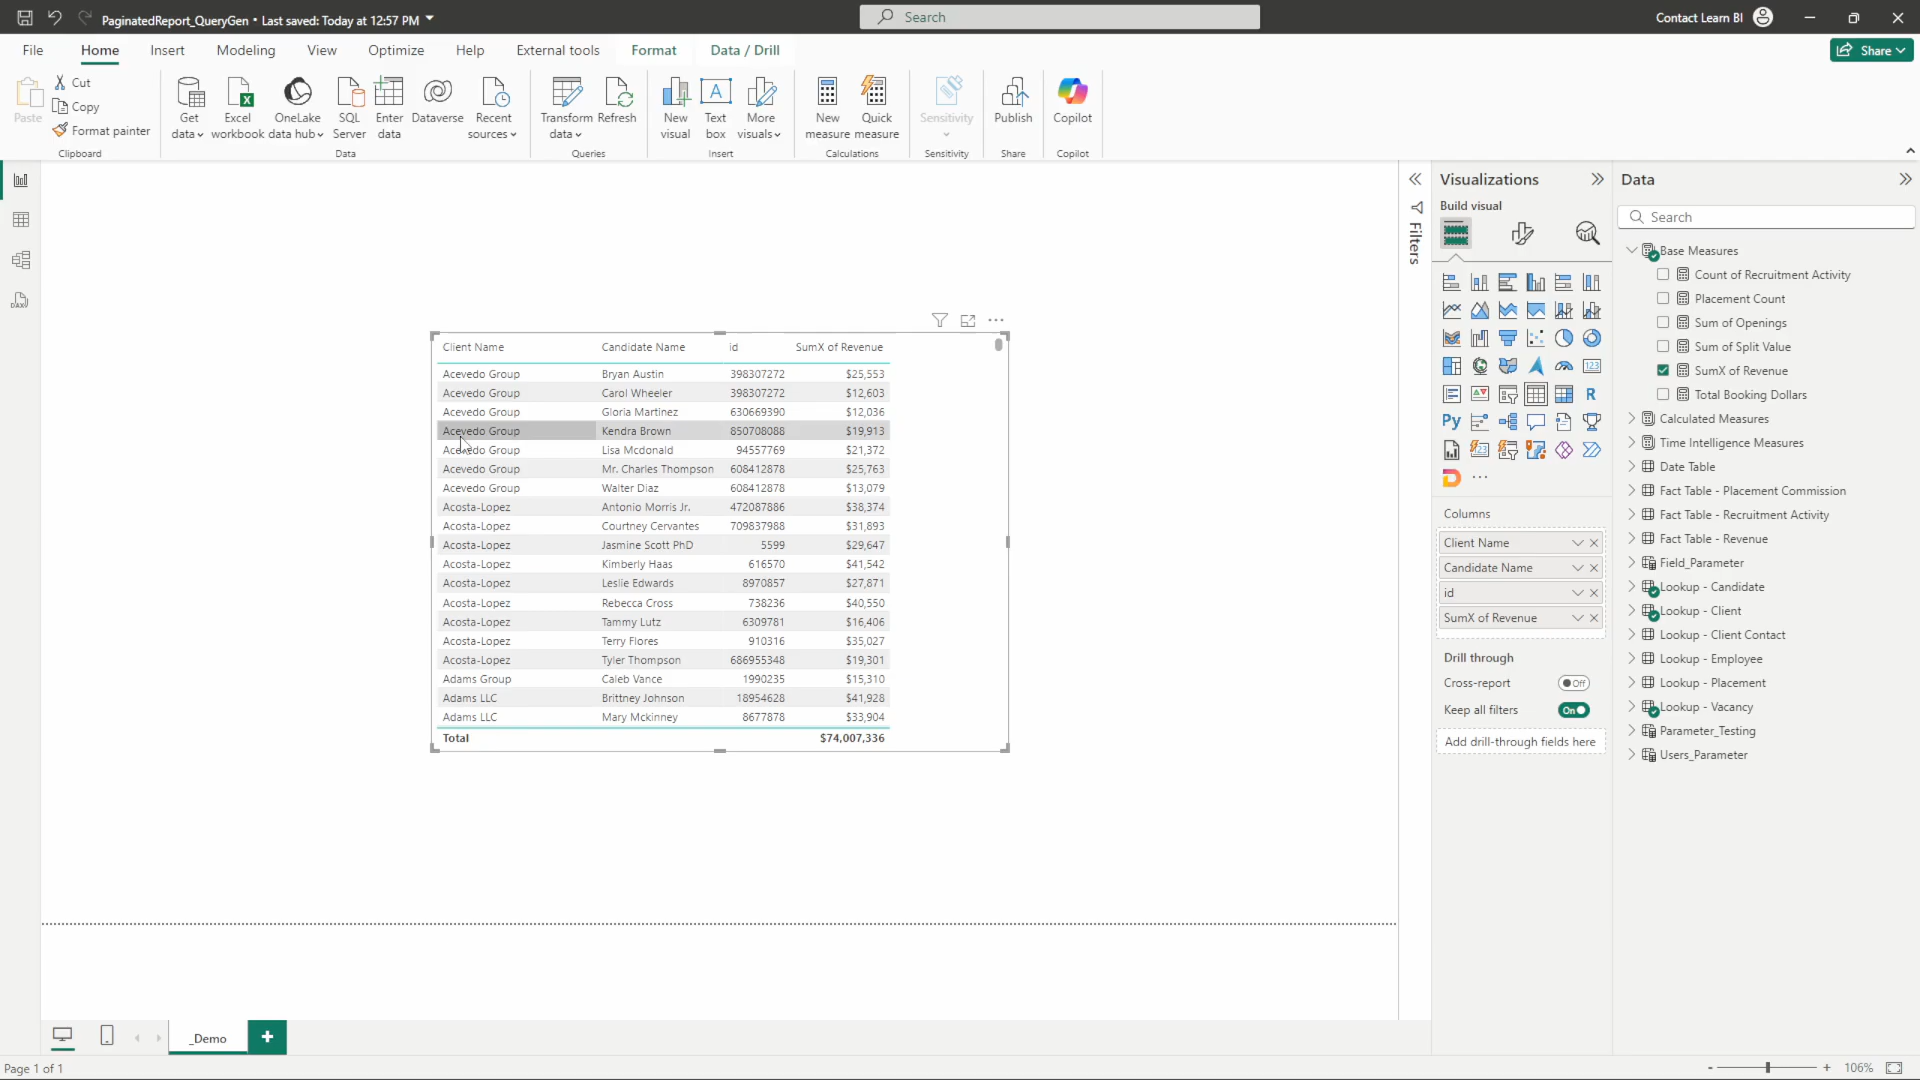 PaginatedReport_QueryGen • Last saved: Today at 12:57 PM
Search
Contact Learn BI
File Home Insert Modeling View Optimize Help External tools Format Data / Drill
Share
Paste
Cut
Copy
Format painter
Clipboard
Get data
Excel workbook
OneLake data hub
SQL Server
Enter data
Dataverse
Recent sources
Data
Transform data
Refresh
Queries
New visual
Text box
More visuals
Insert
New measure
Quick measure
Calculations
Sensitivity
Sensitivity
Publish
Share
Copilot
Copilot
Client Name Candidate Name id SumX of Revenue
Acevedo Group Bryan Austin 398307272 $25,553
Acevedo Group Carol Wheeler 398307272 $12,603
Acevedo Group Gloria Martinez 630669390 $12,036
Acevedo Group Kendra Brown 850708088 $19,913
Acevedo Group Lisa Mcdonald 94557769 $21,372
Acevedo Group Mr. Charles Thompson 608412878 $25,763
Acevedo Group Walter Diaz 608412878 $13,079
Acosta-Lopez Antonio Morris Jr. 472087886 $38,374
Acosta-Lopez Courtney Cervantes 709837988 $31,893
Acosta-Lopez Jasmine Scott PhD 5599 $29,647
Acosta-Lopez Kimberly Haas 616570 $41,542
Acosta-Lopez Leslie Edwards 8970857 $27,871
Acosta-Lopez Rebecca Cross 738236 $40,550
Acosta-Lopez Tammy Lutz 6309781 $16,406
Acosta-Lopez Terry Flores 910316 $35,027
Acosta-Lopez Tyler Thompson 686955348 $19,301
Adams Group Caleb Vance 1990235 $15,310
Adams LLC Brittney Johnson 18954628 $41,928
Adams LLC Mary Mckinney 8677878 $33,904
Total $74,007,336
Filters
Visualizations
Build visual
R
Py
123
Columns
Client Name
Candidate Name
id
SumX of Revenue
Drill through
Cross-report Off
Keep all filters On
Add drill-through fields here
Data
Search
Base Measures
Count of Recruitment Activity
Placement Count
Sum of Openings
Sum of Split Value
SumX of Revenue
Total Booking Dollars
Calculated Measures
Time Intelligence Measures
Date Table
Fact Table - Placement Commission
Fact Table - Recruitment Activity
Fact Table - Revenue
Field_Parameter
Lookup - Candidate
Lookup - Client
Lookup - Client Contact
Lookup - Employee
Lookup - Placement
Lookup - Vacancy
Parameter_Testing
Users_Parameter
_Demo
Page 1 of 1
106%